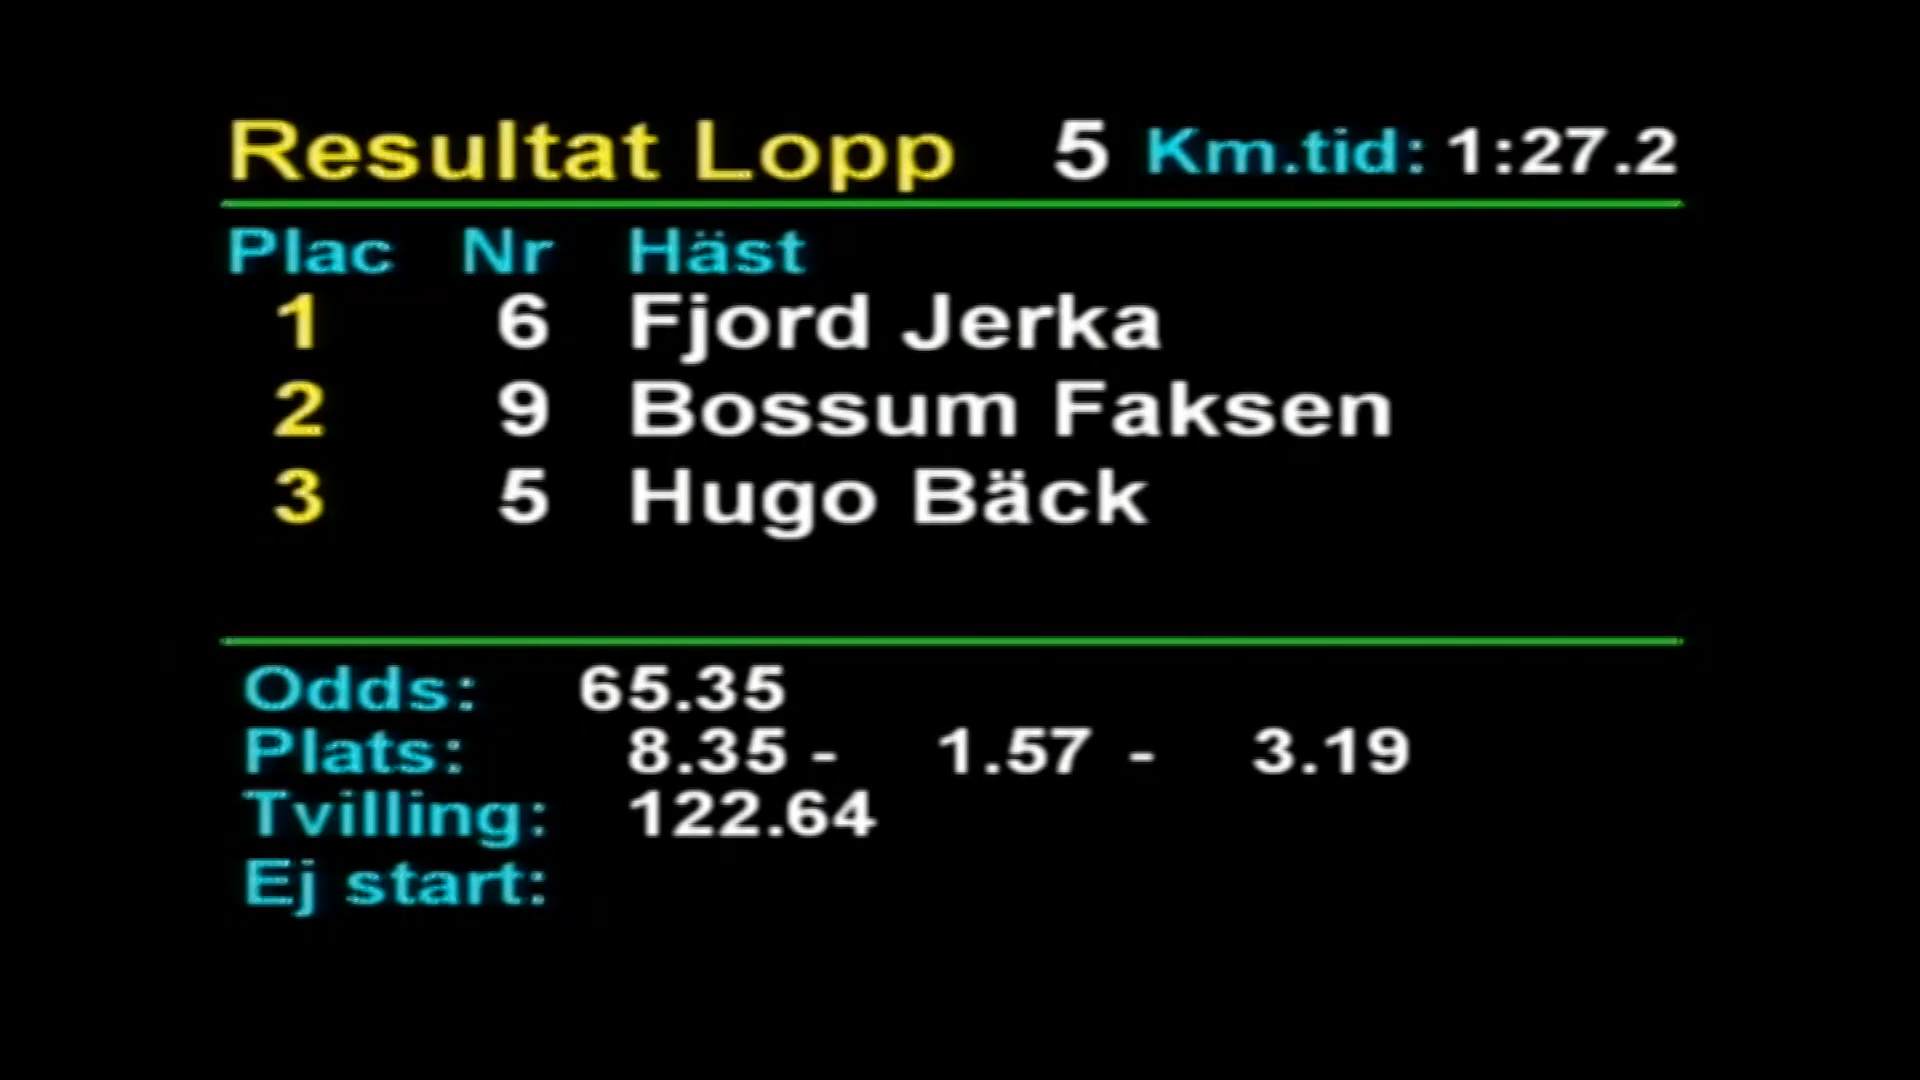 Resultat Lopp 5 Km.tid: 1:27.2
Plac Nr Häst
1 6 Fjord Jerka
2 9 Bossum Faksen
3 5 Hugo Bäck
Odds: 65.35
Plats: 8.35 - 1.57 - 3.19
Tvilling: 122.64
Ej start: